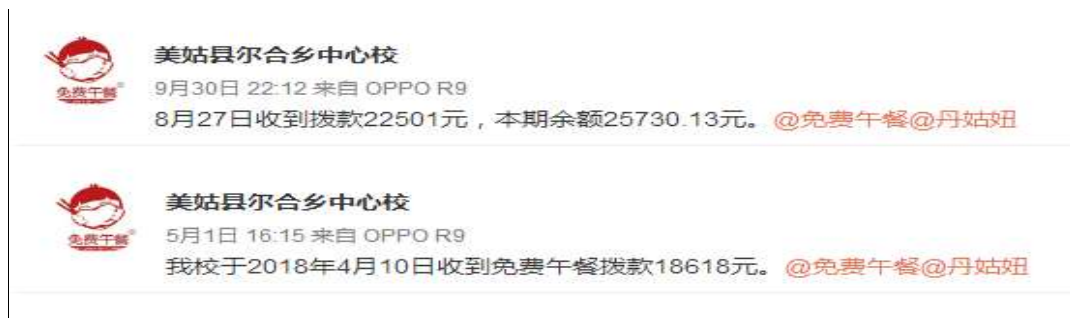 美姑县尔合乡中心校
9月30日 22:12 来自 OPPO R9
免费午餐®
8月27日收到拨款22501元，本期余额25730.13元。@免费午餐@丹姑妞
美姑县尔合乡中心校
5月1日 16:15 来自 OPPO R9
免费午餐®
我校于2018年4月10日收到免费午餐拨款18618元。@免费午餐@丹姑妞